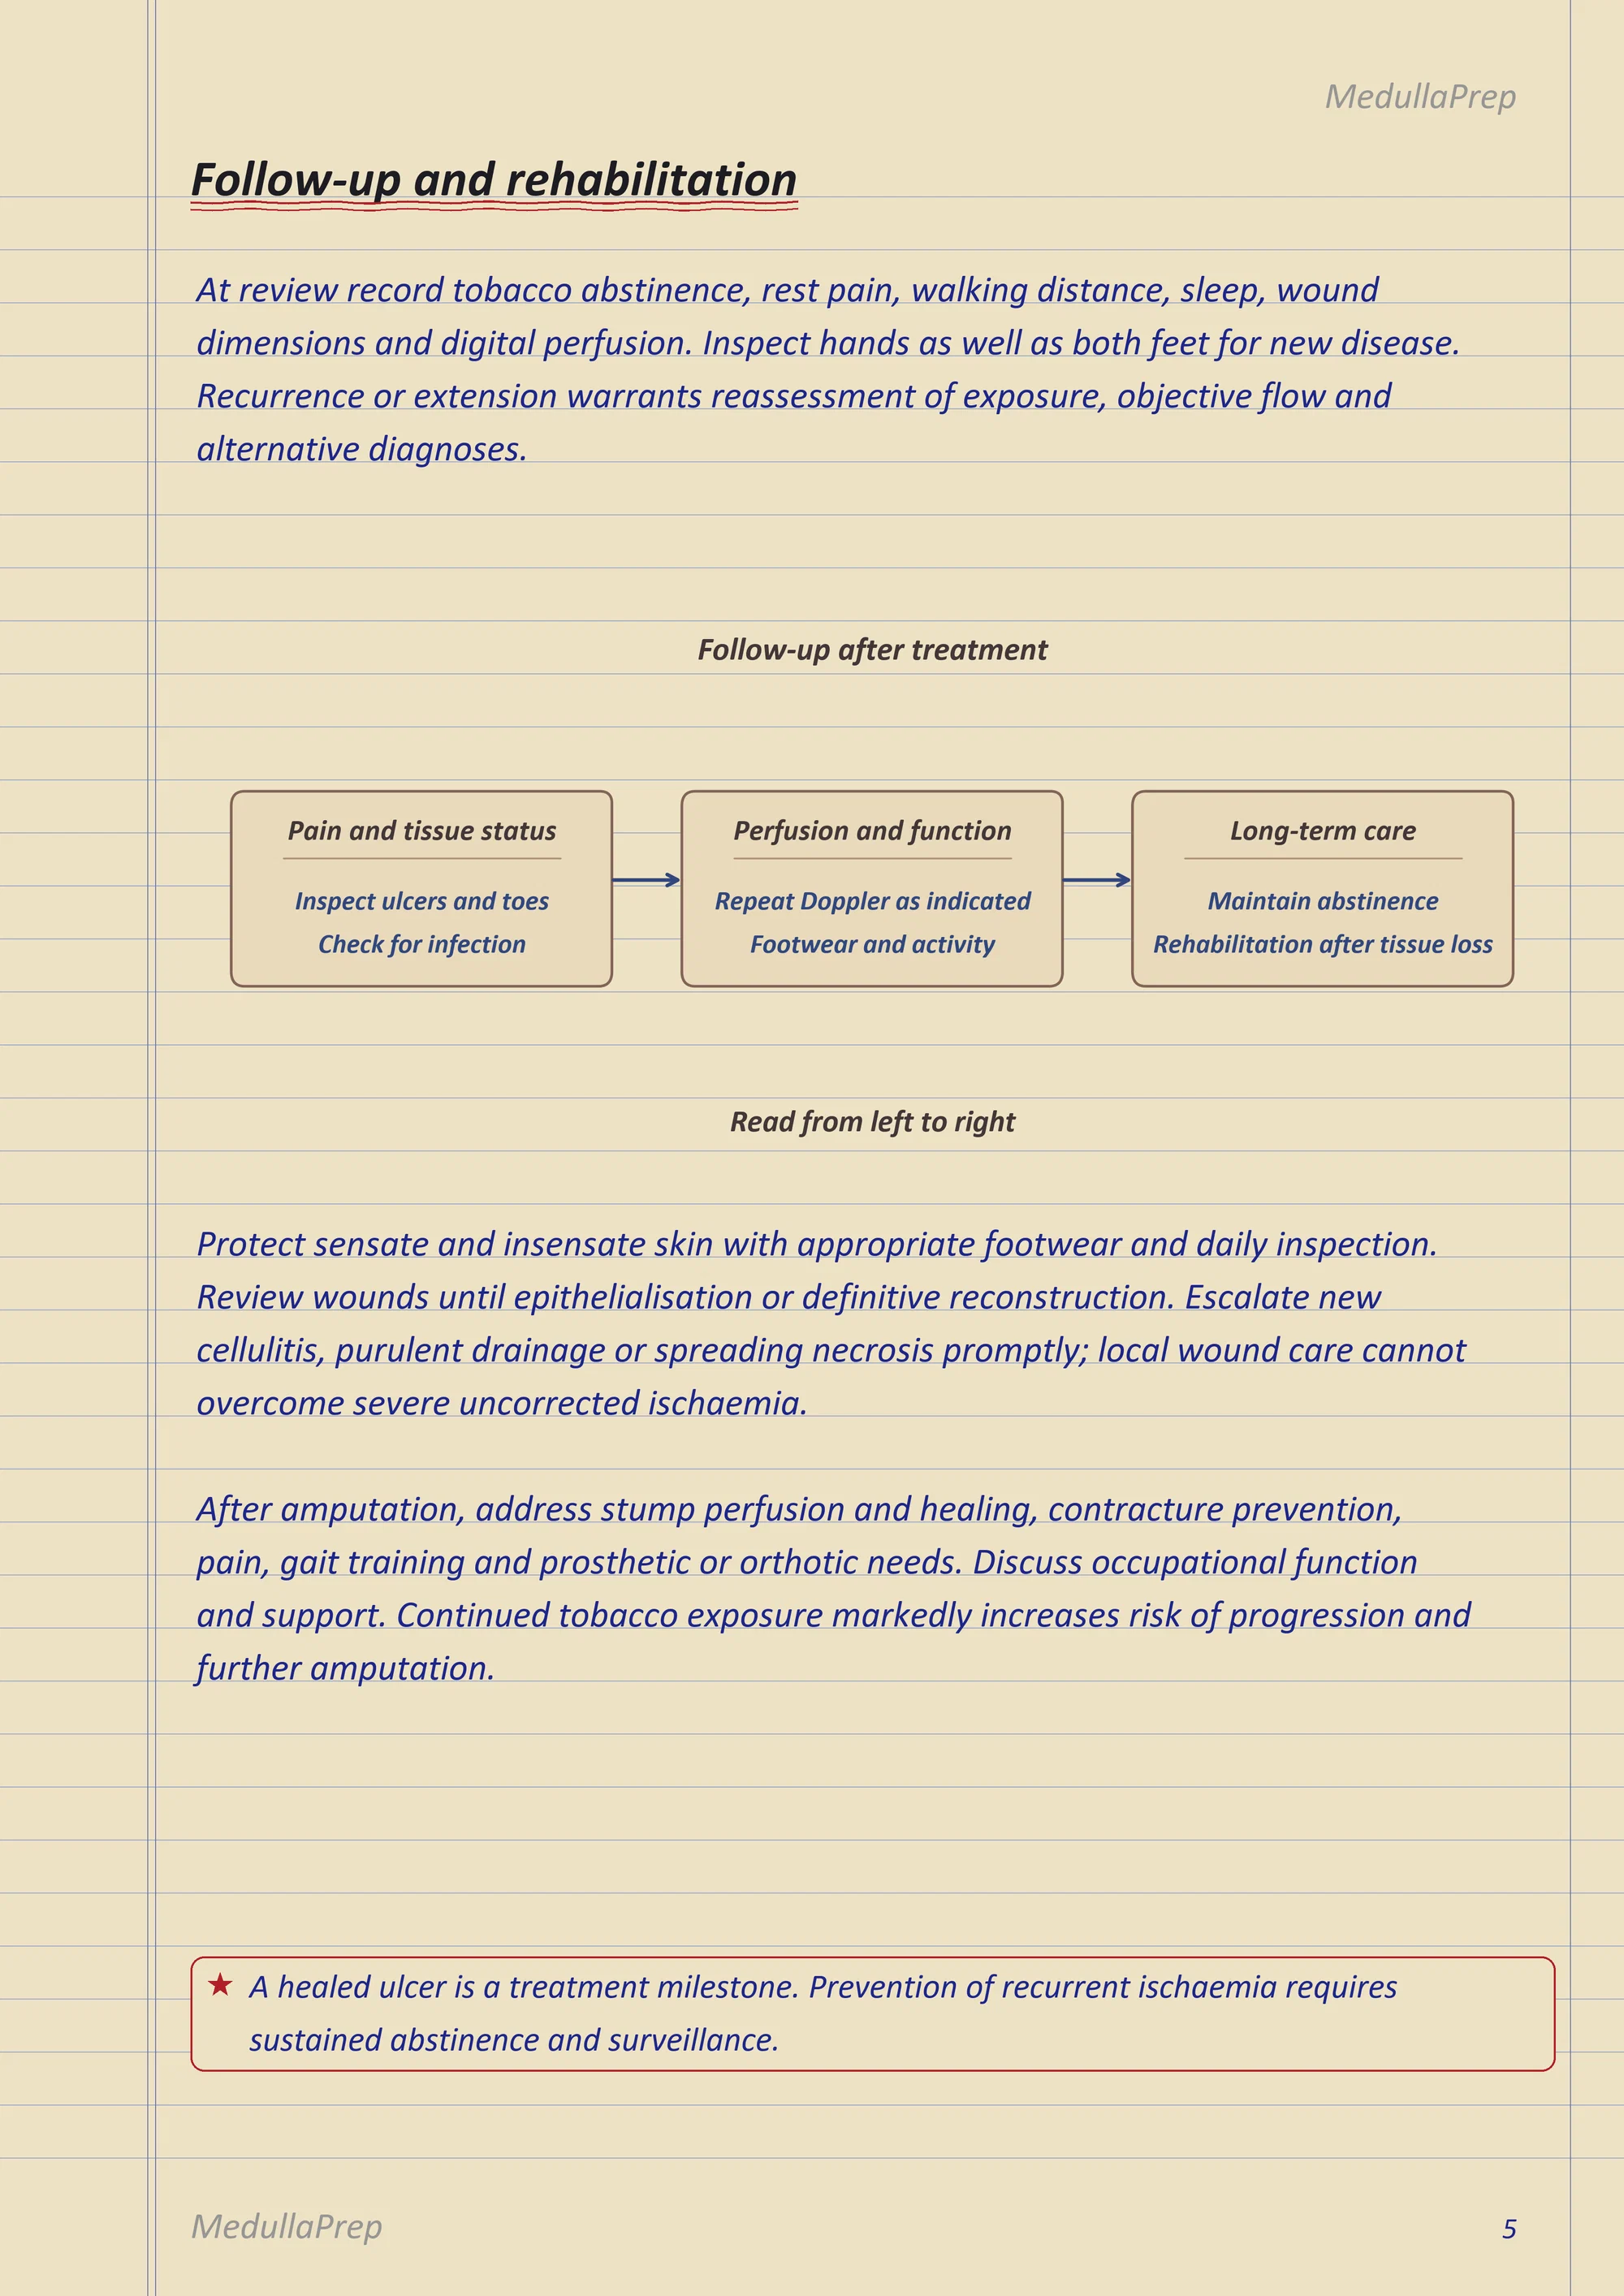 MedullaPrep
Follow-up and rehabilitation
At review record tobacco abstinence, rest pain, walking distance, sleep, wound
dimensions and digital perfusion. Inspect hands as well as both feet for new disease.
Recurrence or extension warrants reassessment of exposure, objective flow and
alternative diagnoses.
Follow-up after treatment
Pain and tissue status
Inspect ulcers and toes
Check for infection
Perfusion and function
Repeat Doppler as indicated
Footwear and activity
Long-term care
Maintain abstinence
Rehabilitation after tissue loss
Read from left to right
Protect sensate and insensate skin with appropriate footwear and daily inspection.
Review wounds until epithelialisation or definitive reconstruction. Escalate new
cellulitis, purulent drainage or spreading necrosis promptly; local wound care cannot
overcome severe uncorrected ischaemia.
After amputation, address stump perfusion and healing, contracture prevention,
pain, gait training and prosthetic or orthotic needs. Discuss occupational function
and support. Continued tobacco exposure markedly increases risk of progression and
further amputation.
★ A healed ulcer is a treatment milestone. Prevention of recurrent ischaemia requires
sustained abstinence and surveillance.
MedullaPrep
5